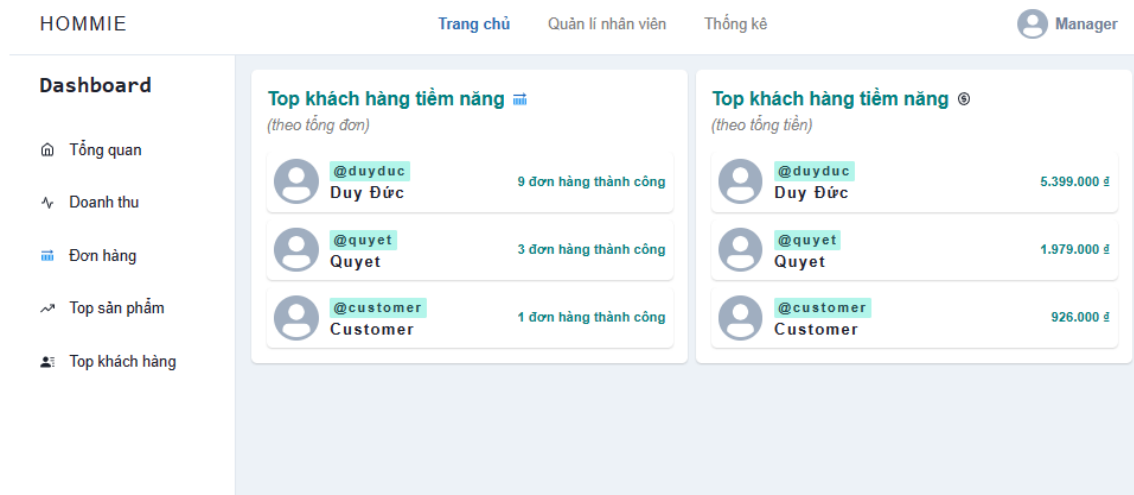 HOMMIE
Trang chủ
Quản lí nhân viên
Thống kê
Manager
Dashboard
Tổng quan
Doanh thu
Đơn hàng
Top sản phẩm
Top khách hàng
Top khách hàng tiềm năng
(theo tổng đơn)
@duyduc
Duy Đức
9 đơn hàng thành công
@quyet
Quyet
3 đơn hàng thành công
@customer
Customer
1 đơn hàng thành công
Top khách hàng tiềm năng
(theo tổng tiền)
@duyduc
Duy Đức
5.399.000 ₫
@quyet
Quyet
1.979.000 ₫
@customer
Customer
926.000 ₫